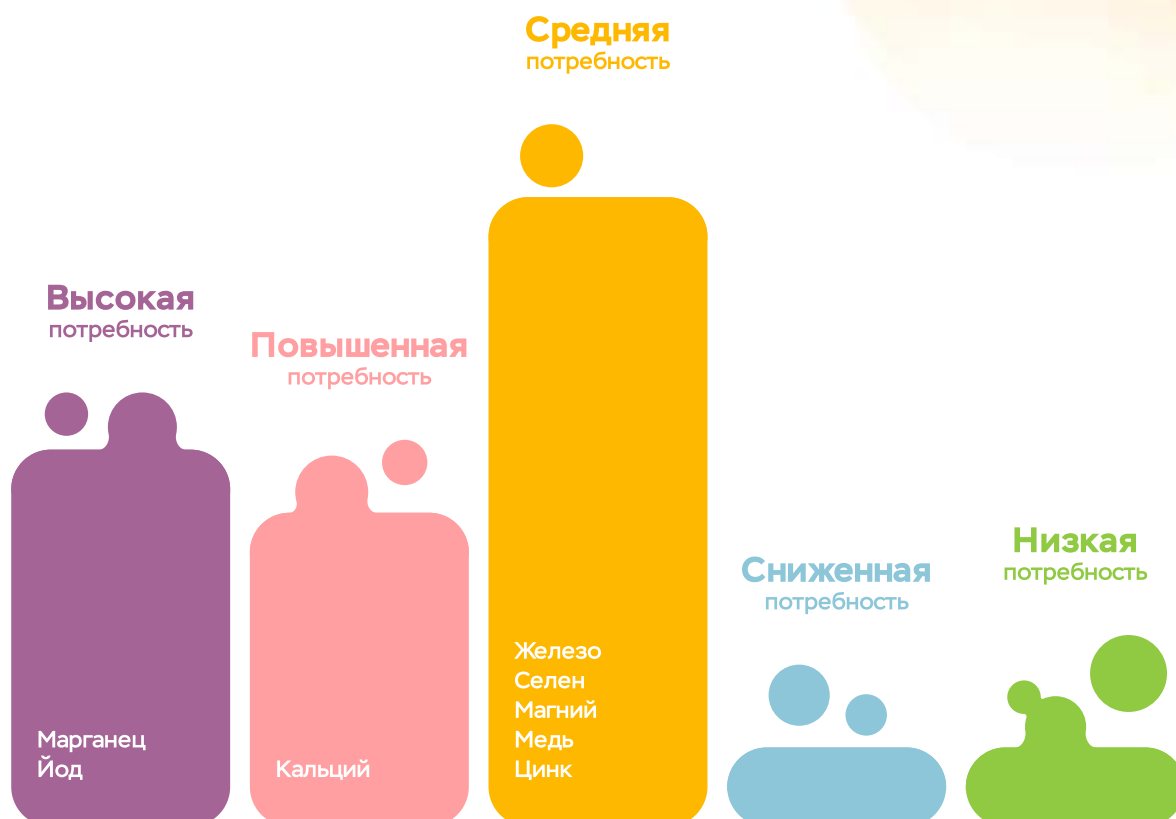 Средняя
потребность
Высокая
потребность
Повышенная
потребность
Низкая
потребность
Сниженная
потребность
Марганец
Йод
Кальций
Железо
Селен
Магний
Медь
Цинк